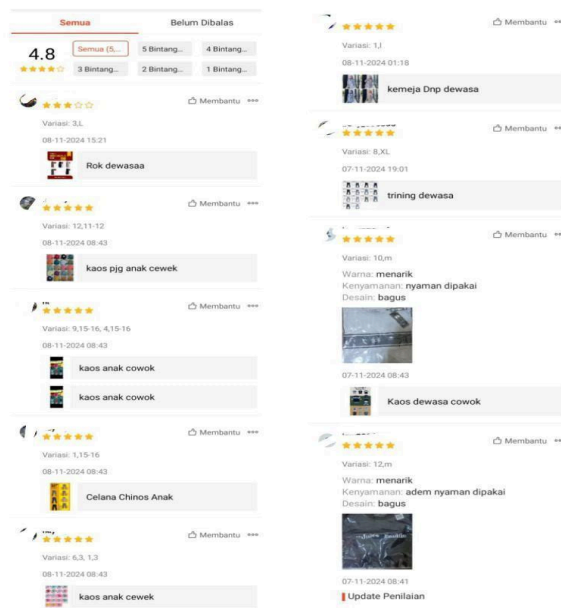 Semua
Belum Dibalas
4.8
Semua (5,...
5 Bintang...
4 Bintang...
3 Bintang...
2 Bintang...
1 Bintang...
Membantu
Variasi: 3,L
08-11-2024 15:21
Rok dewasaa
Membantu
Variasi: 12,11-12
08-11-2024 08:43
kaos pjg anak cewek
Membantu
Variasi: 9,15-16, 4,15-16
08-11-2024 08:43
kaos anak cowok
kaos anak cowok
Membantu
Variasi: 1,15-16
08-11-2024 08:43
Celana Chinos Anak
Membantu
Variasi: 6,3, 1,3
08-11-2024 08:43
kaos anak cewek
Membantu
Variasi: 1,l
08-11-2024 01:18
kemeja Dnp dewasa
Membantu
Variasi: 8,XL
07-11-2024 19:01
trining dewasa
Membantu
Variasi: 10,m
Warna: menarik
Kenyamanan: nyaman dipakai
Desain: bagus
07-11-2024 08:43
Kaos dewasa cowok
Membantu
Variasi: 12,m
Warna: menarik
Kenyamanan: adem nyaman dipakai
Desain: bagus
07-11-2024 08:41
Update Penilaian